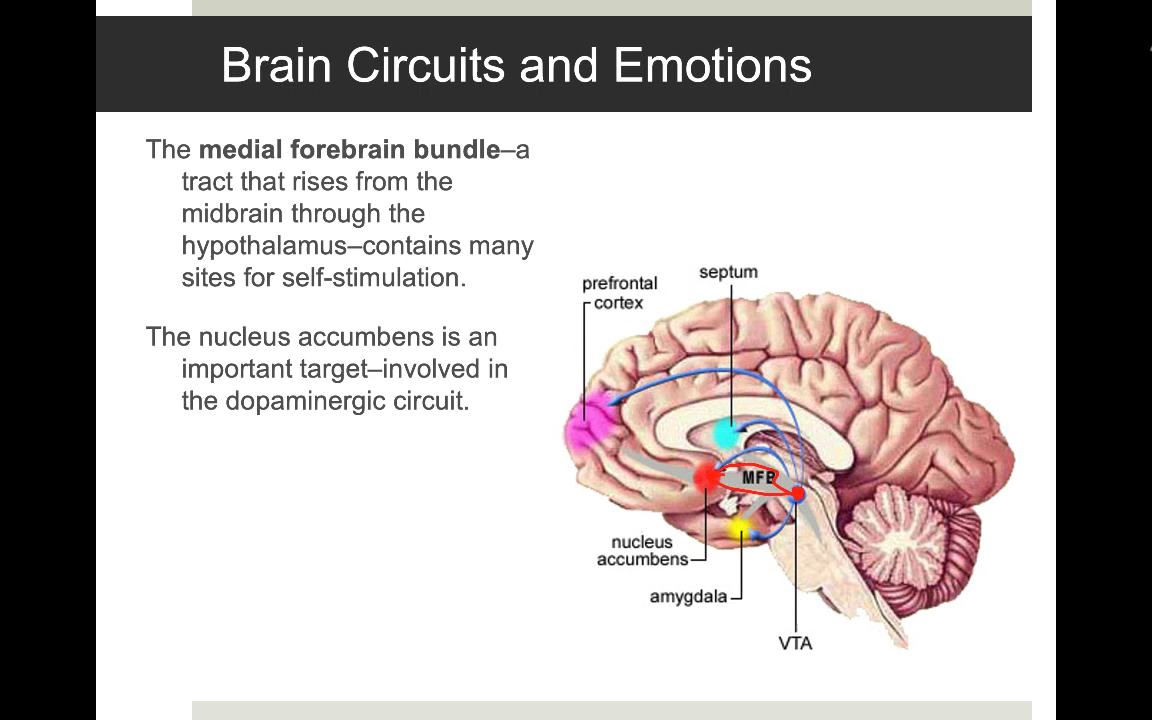 Brain Circuits and Emotions
The medial forebrain bundle–a
tract that rises from the
midbrain through the
hypothalamus–contains many
sites for self-stimulation.
The nucleus accumbens is an
important target–involved in
the dopaminergic circuit.
septum
prefrontal
cortex
MFB
nucleus
accumbens
amygdala
VTA